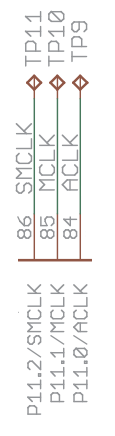 TP11
TP10
TP9
SMCLK
MCLK
ACLK
86
85
84
P11.2/SMCLK
P11.1/MCLK
P11.0/ACLK